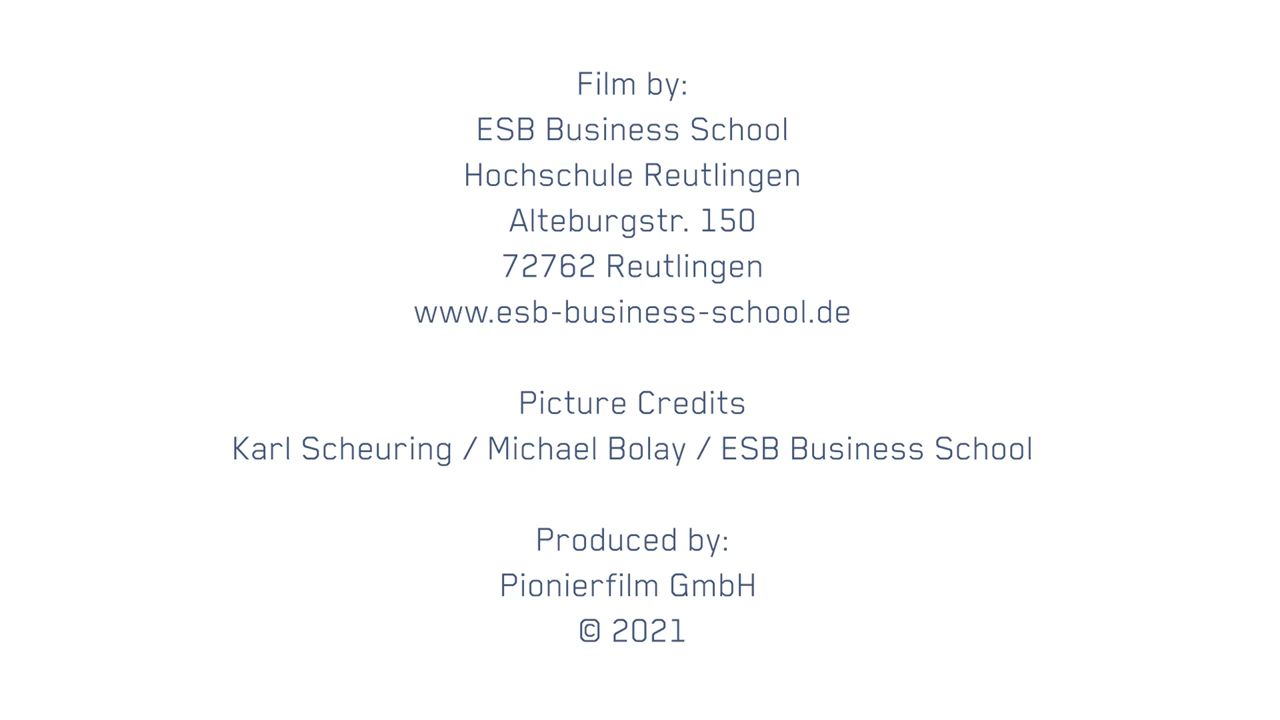 Film by:
ESB Business School
Hochschule Reutlingen
Alteburgstr. 150
72762 Reutlingen
www.esb-business-school.de
Picture Credits
Karl Scheuring / Michael Bolay / ESB Business School
Produced by:
Pionierfilm GmbH
© 2021